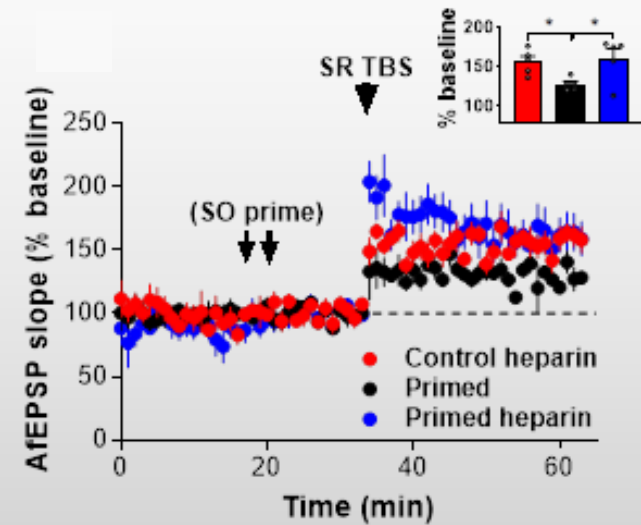 SR TBS
% baseline
200
150
100
* *
AfEPSP slope (% baseline)
250
200
150
100
50
0
(SO prime)
Control heparin
Primed
Primed heparin
0 20 40 60
Time (min)